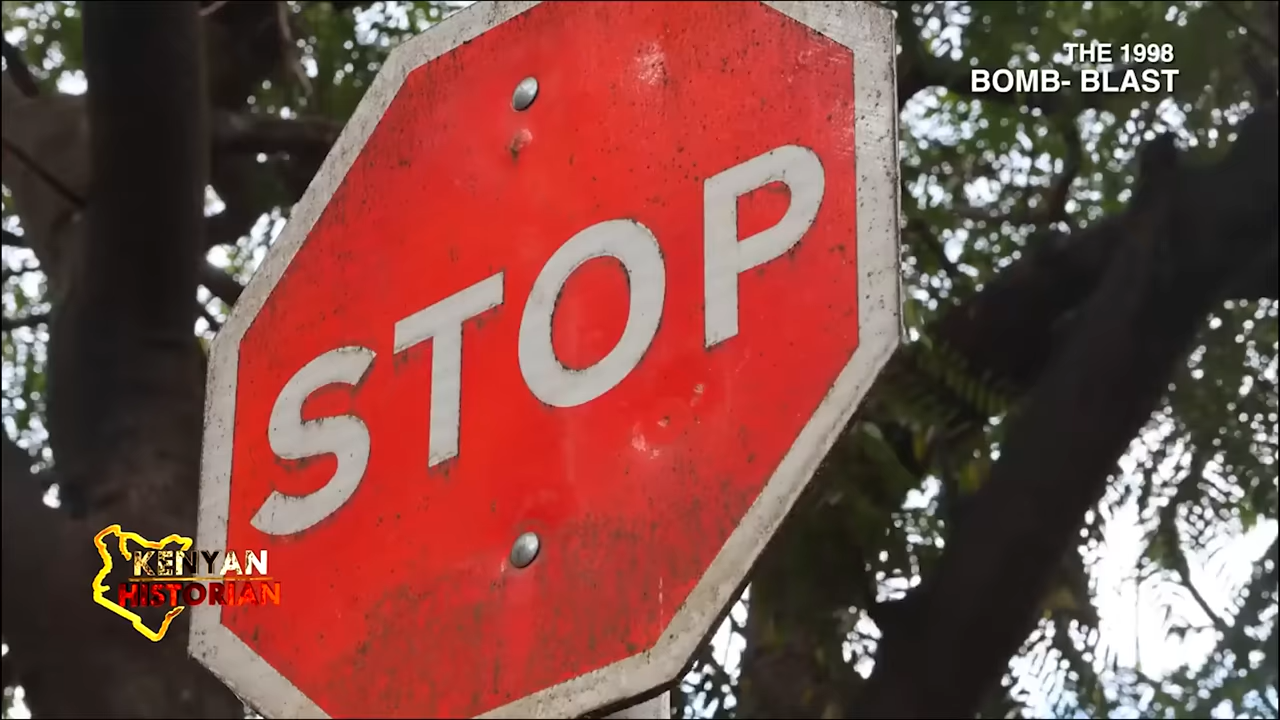 THE 1998
BOMB- BLAST
STOP
KENYAN
HISTORIAN